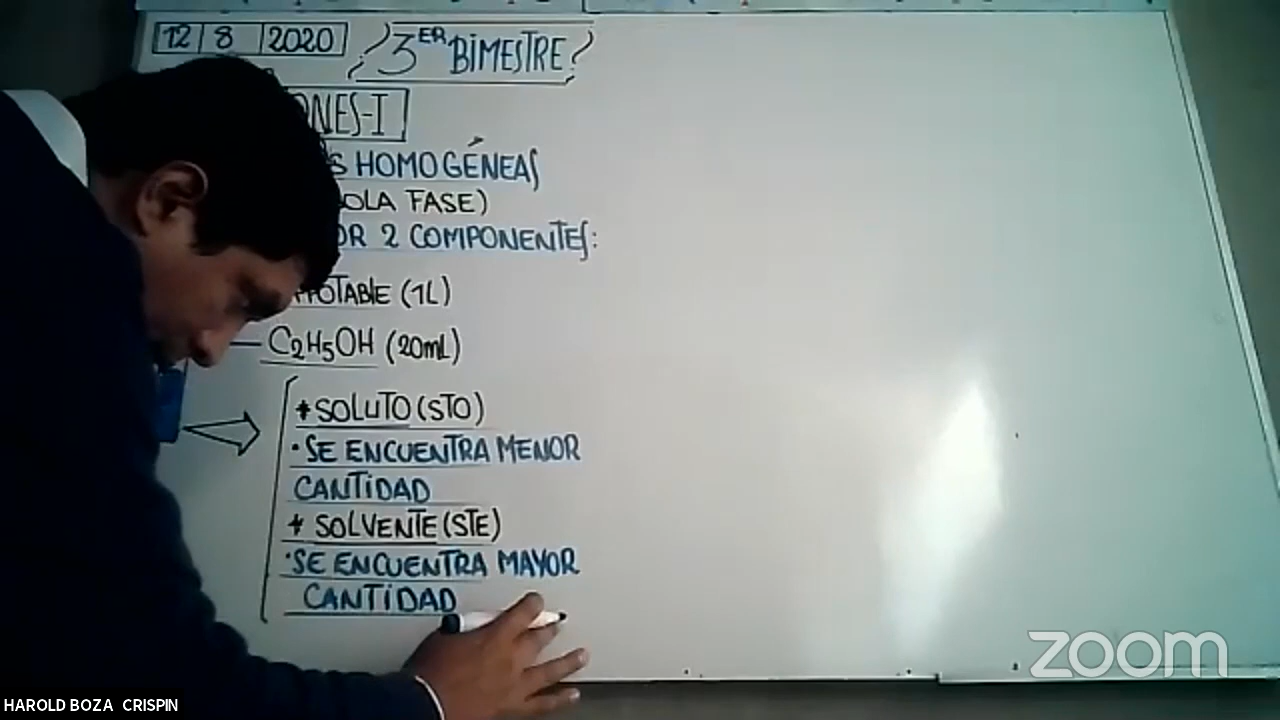 12 8 2020 3ER BIMESTRE
ONES-I
S HOMOGÉNEAS
OLA FASE)
OR 2 COMPONENTES:
POTABLE (1L)
C2H5OH (20mL)
* SOLUTO (STO)
• SE ENCUENTRA MENOR
CANTIDAD
* SOLVENTE (STE)
• SE ENCUENTRA MAYOR
CANTIDAD
zoom
HAROLD BOZA CRISPIN